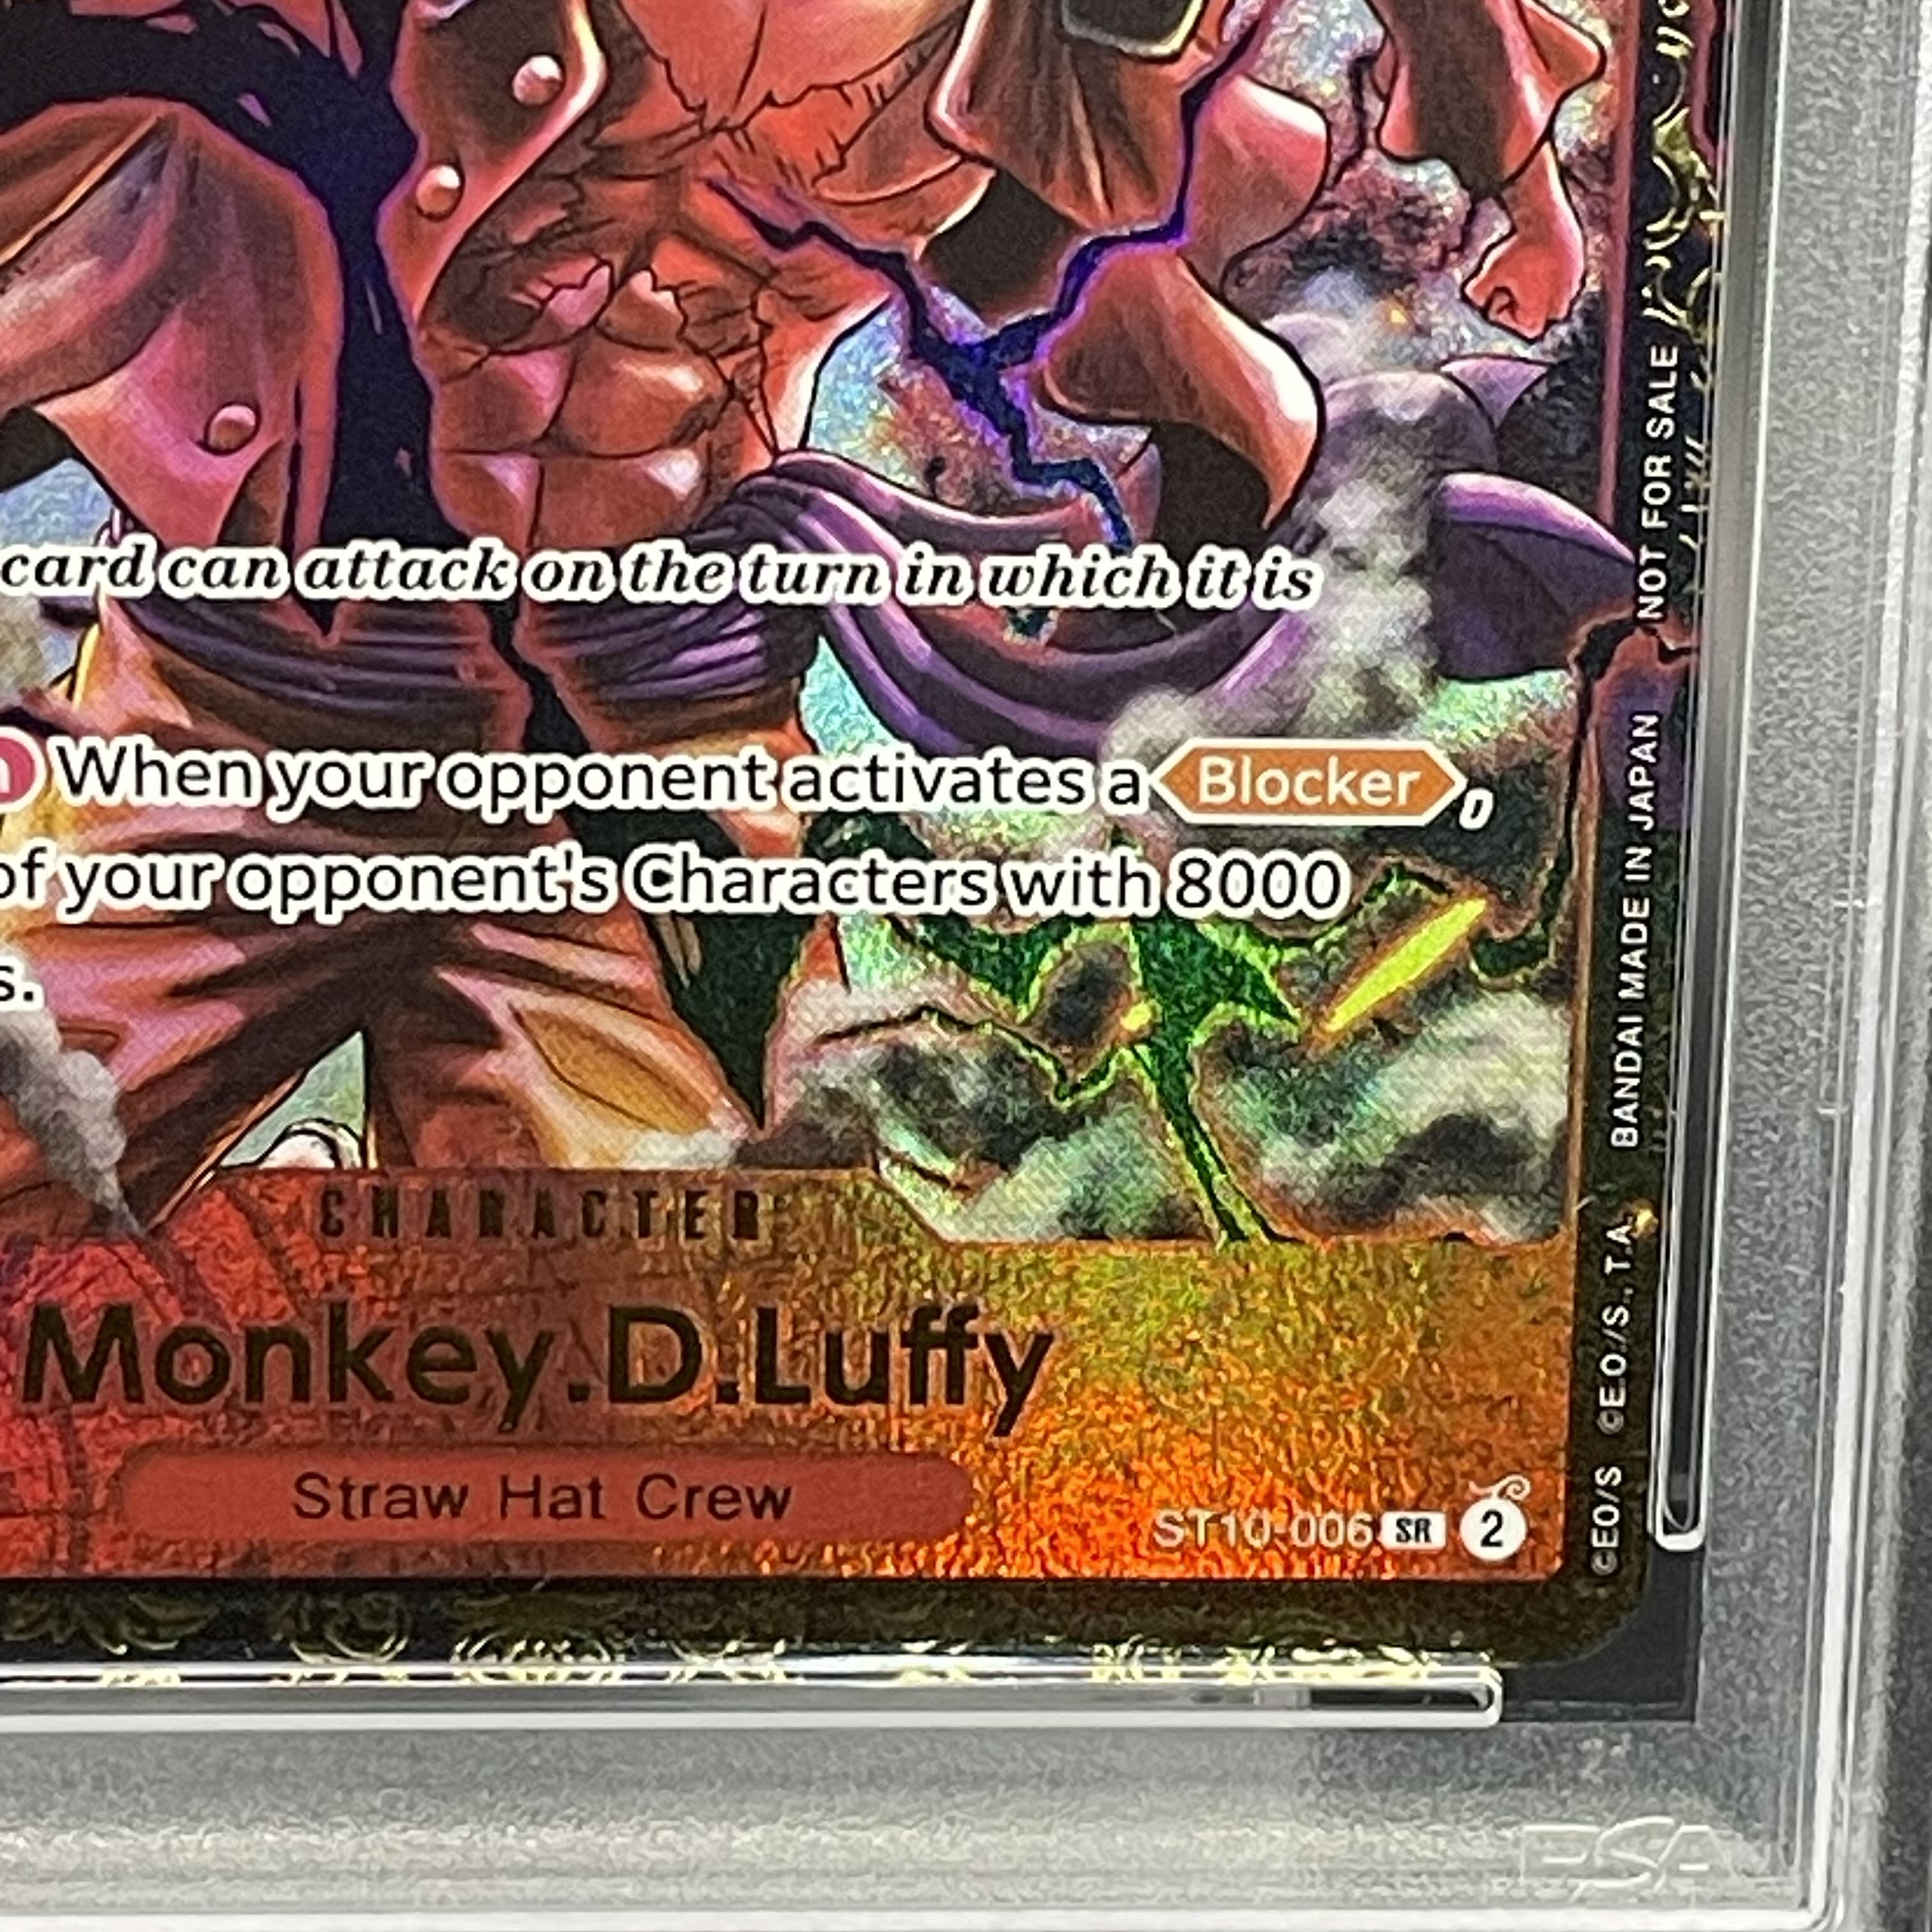 card can attack on the turn in which it is
n When your opponent activates a Blocker,
of your opponent's Characters with 8000
s.
CHARACTER
Monkey.D.Luffy
Straw Hat Crew
ST10-006 SR 2
©EO/S ©E.O/S.,T.A. BANDAI MADE IN JAPAN NOT FOR SALE
PSA